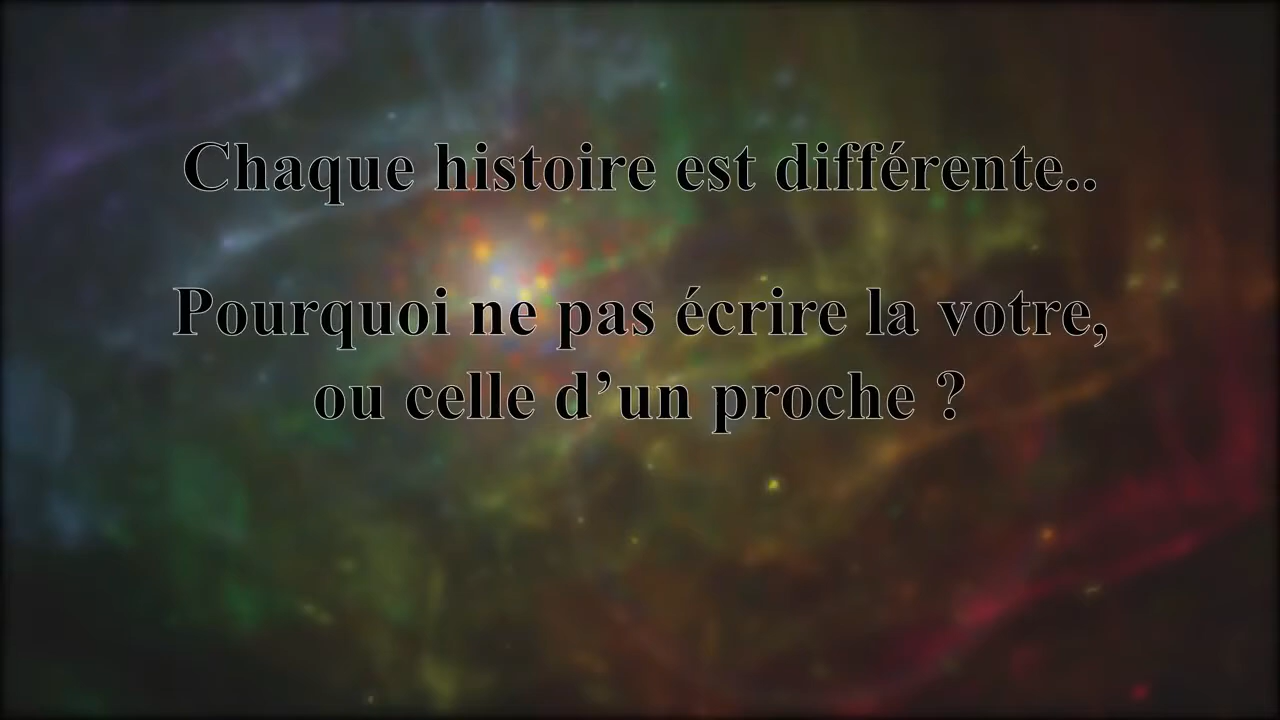 Chaque histoire est différente..
Pourquoi ne pas écrire la votre,
ou celle d’un proche ?